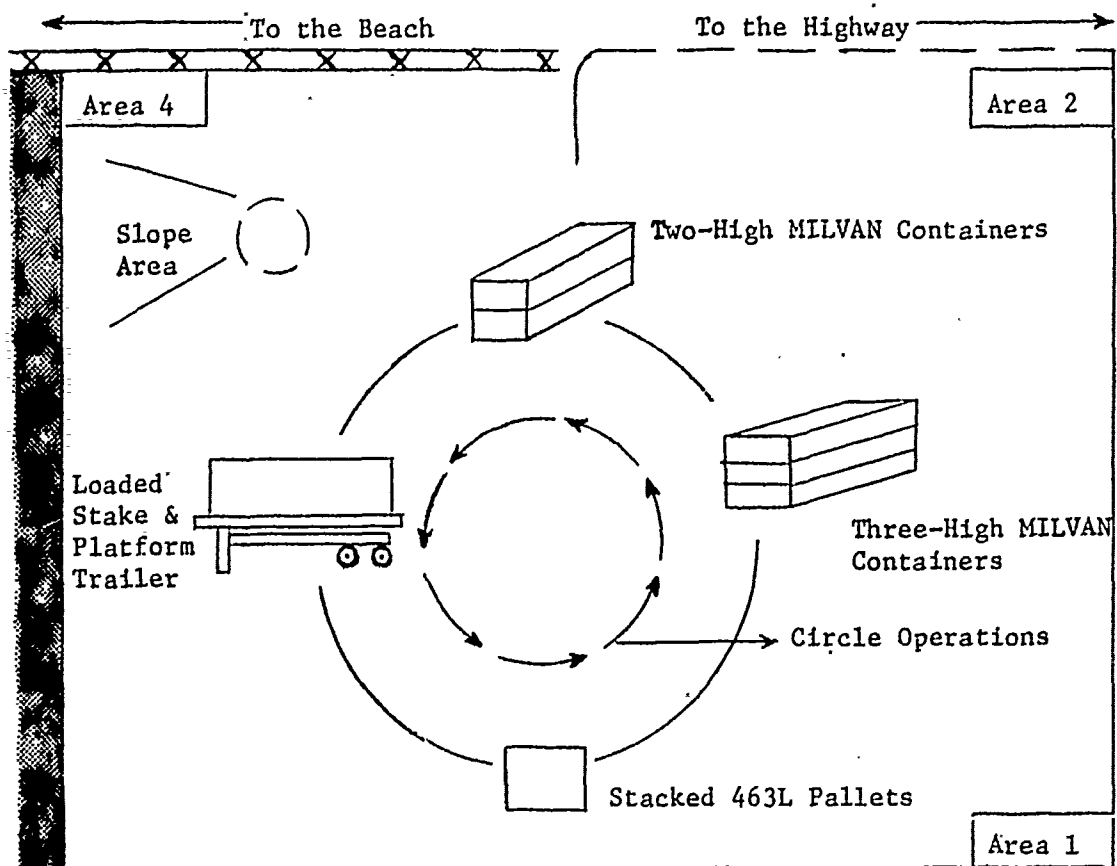 To the Beach
To the Highway
Area 4
Area 2
Slope
Area
Two-High MILVAN Containers
Loaded
Stake &
Platform
Trailer
Three-High MILVAN
Containers
Circle Operations
Stacked 463L Pallets
Area 1